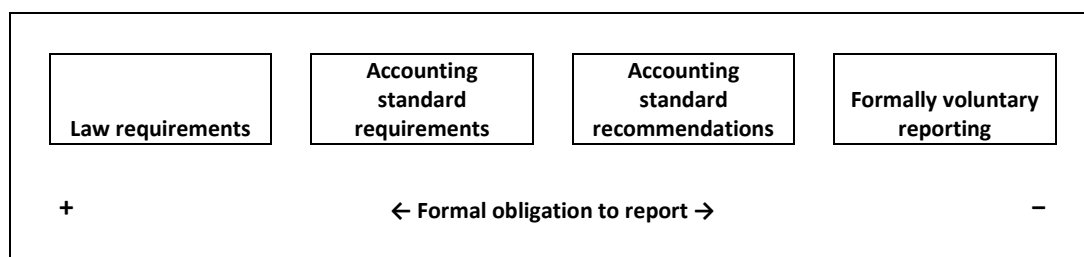 Law requirements
Accounting
standard
requirements
Accounting
standard
recommendations
Formally voluntary
reporting
+
← Formal obligation to report →
–